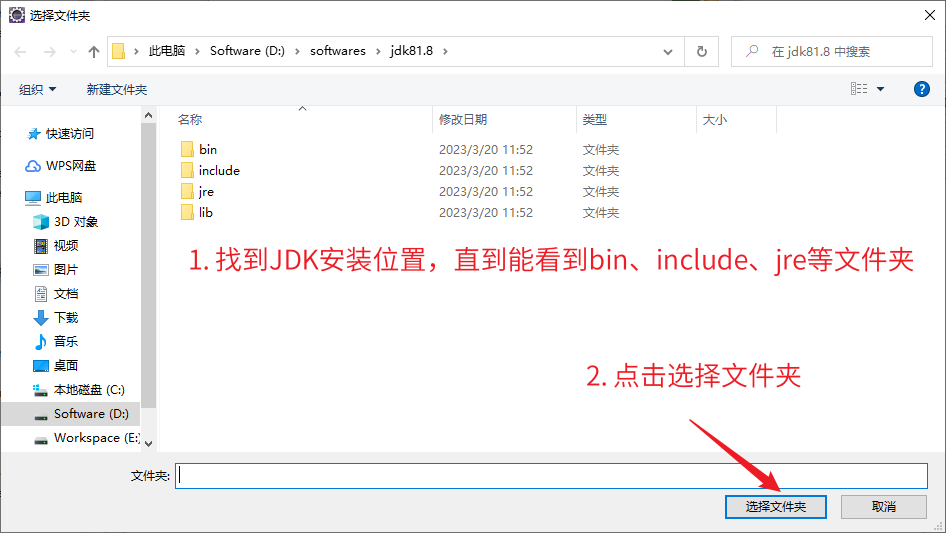 选择文件夹
此电脑 › Software (D:) › softwares › jdk81.8 ›
在 jdk81.8 中搜索
组织 新建文件夹
名称 修改日期 类型 大小
bin 2023/3/20 11:52 文件夹
include 2023/3/20 11:52 文件夹
jre 2023/3/20 11:52 文件夹
lib 2023/3/20 11:52 文件夹
快速访问
WPS网盘
此电脑
3D 对象
视频
图片
文档
下载
音乐
桌面
本地磁盘 (C:)
Software (D:)
Workspace (E:)
1. 找到JDK安装位置，直到能看到bin、include、jre等文件夹
2. 点击选择文件夹
文件夹:
选择文件夹 取消